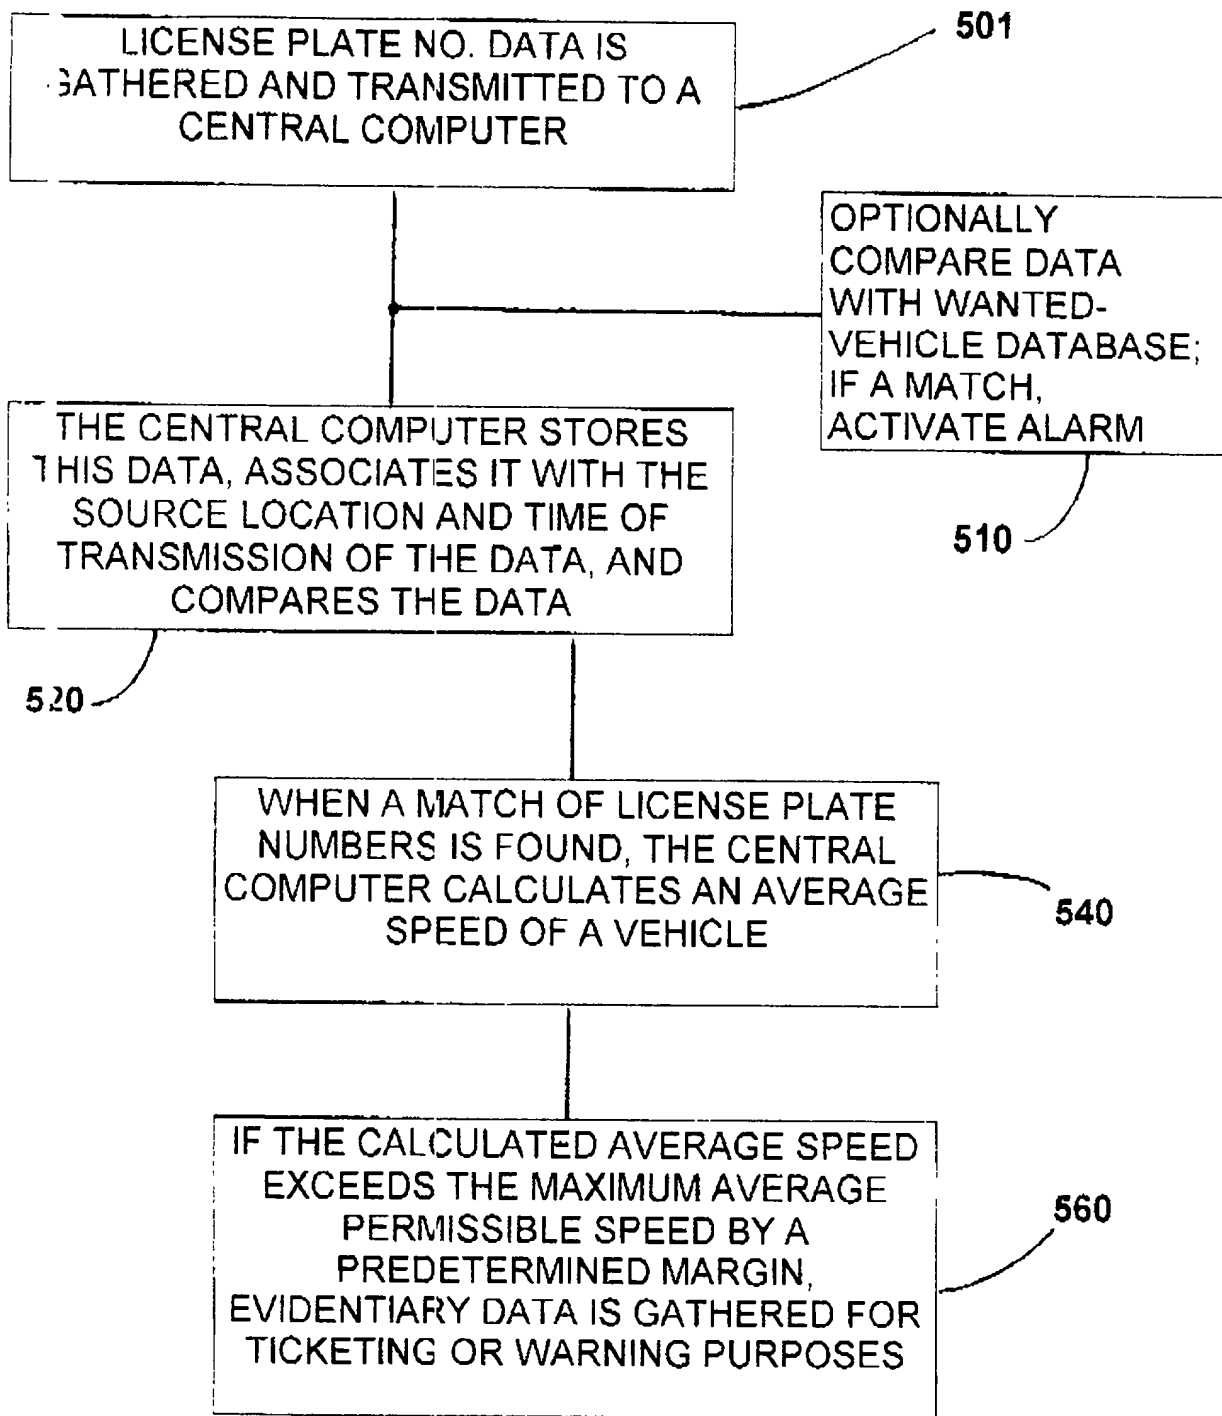 LICENSE PLATE NO. DATA IS
GATHERED AND TRANSMITTED TO A
CENTRAL COMPUTER
501
OPTIONALLY
COMPARE DATA
WITH WANTED-
VEHICLE DATABASE;
IF A MATCH,
ACTIVATE ALARM
510
THE CENTRAL COMPUTER STORES
THIS DATA, ASSOCIATES IT WITH THE
SOURCE LOCATION AND TIME OF
TRANSMISSION OF THE DATA, AND
COMPARES THE DATA
520
WHEN A MATCH OF LICENSE PLATE
NUMBERS IS FOUND, THE CENTRAL
COMPUTER CALCULATES AN AVERAGE
SPEED OF A VEHICLE
540
IF THE CALCULATED AVERAGE SPEED
EXCEEDS THE MAXIMUM AVERAGE
PERMISSIBLE SPEED BY A
PREDETERMINED MARGIN,
EVIDENTIARY DATA IS GATHERED FOR
TICKETING OR WARNING PURPOSES
560